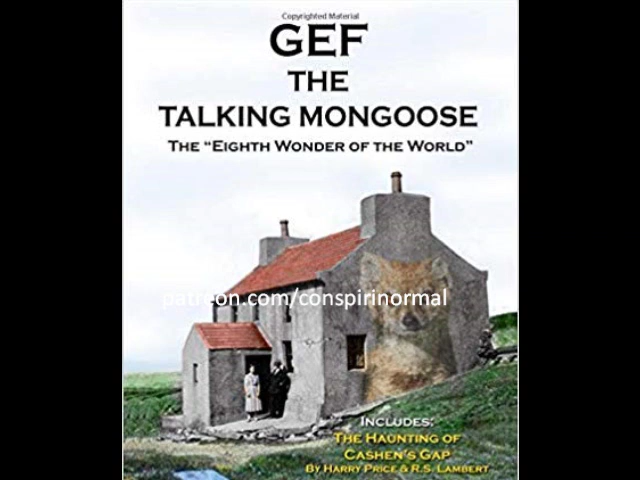 Copyrighted Material
GEF
THE
TALKING MONGOOSE
THE “EIGHTH WONDER OF THE WORLD”
patreon.com/conspirinormal
INCLUDES:
THE HAUNTING OF
CASHEN'S GAP
BY HARRY PRICE & R.S. LAMBERT